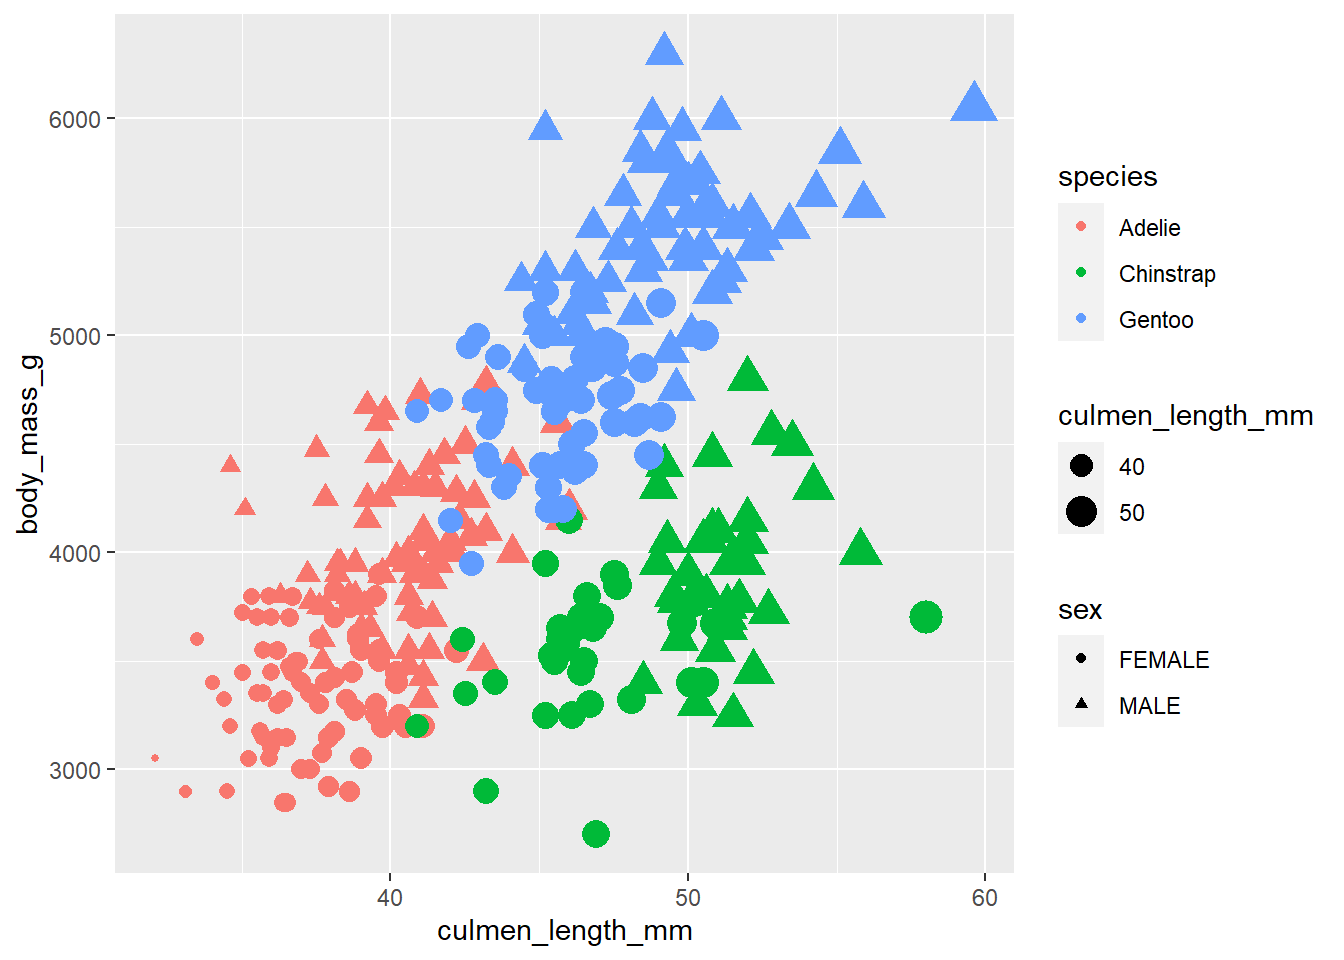 6000
5000
4000
3000
body_mass_g
40
50
60
culmen_length_mm
species
Adelie
Chinstrap
Gentoo
culmen_length_mm
40
50
sex
FEMALE
MALE